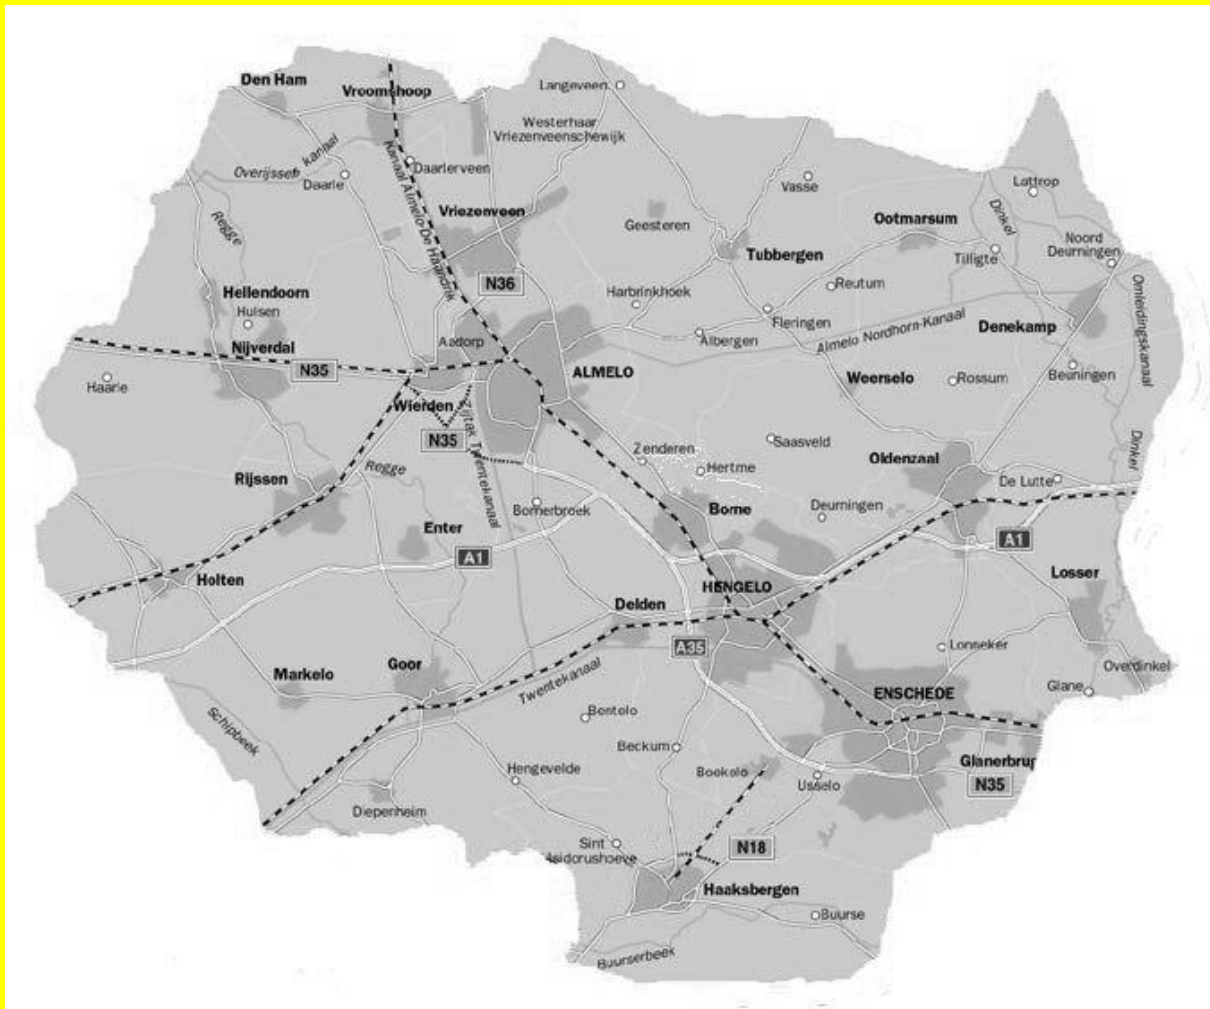 Den Ham
Vroomshoop
Langeveen
Westerhaar
Vriezenveenschewijk
Overijssels kanaal
Daarle
Daarlerveen
Kanaal Almelo-De Haandrik
Vasse
Lattrop
Regge
Vriezenveen
Geesteren
Ootmarsum
Dinkel
Tubbergen
Tilligte
Noord
Deurningen
N36
Hellendoorn
Hulsen
Harbrinkhoek
Reutum
Omleidingskanaal
Fleringen
Almelo Nordhorn-Kanaal
Denekamp
Nijverdal
Aadorp
Albergen
N35
Haarle
ALMELO
Weerselo
Rossum
Beuningen
Wierden
N35
Zijtak Twentekanaal
Zenderen
Saasveld
Oldenzaal
Dinkel
Rijssen
Regge
Hertme
De Lutte
Bornerbroek
Borne
Deurningen
Enter
A1
A1
Holten
HENGELO
Losser
Delden
A35
Lonneker
Markelo
Goor
Twentekanaal
Overdinkel
Glane
ENSCHEDE
Schipbeek
Bentelo
Beckum
Boekelo
Hengevelde
Usselo
Glanerbrug
N35
Diepenheim
Sint
Isidorushoeve
N18
Haaksbergen
Buurse
Buurserbeek